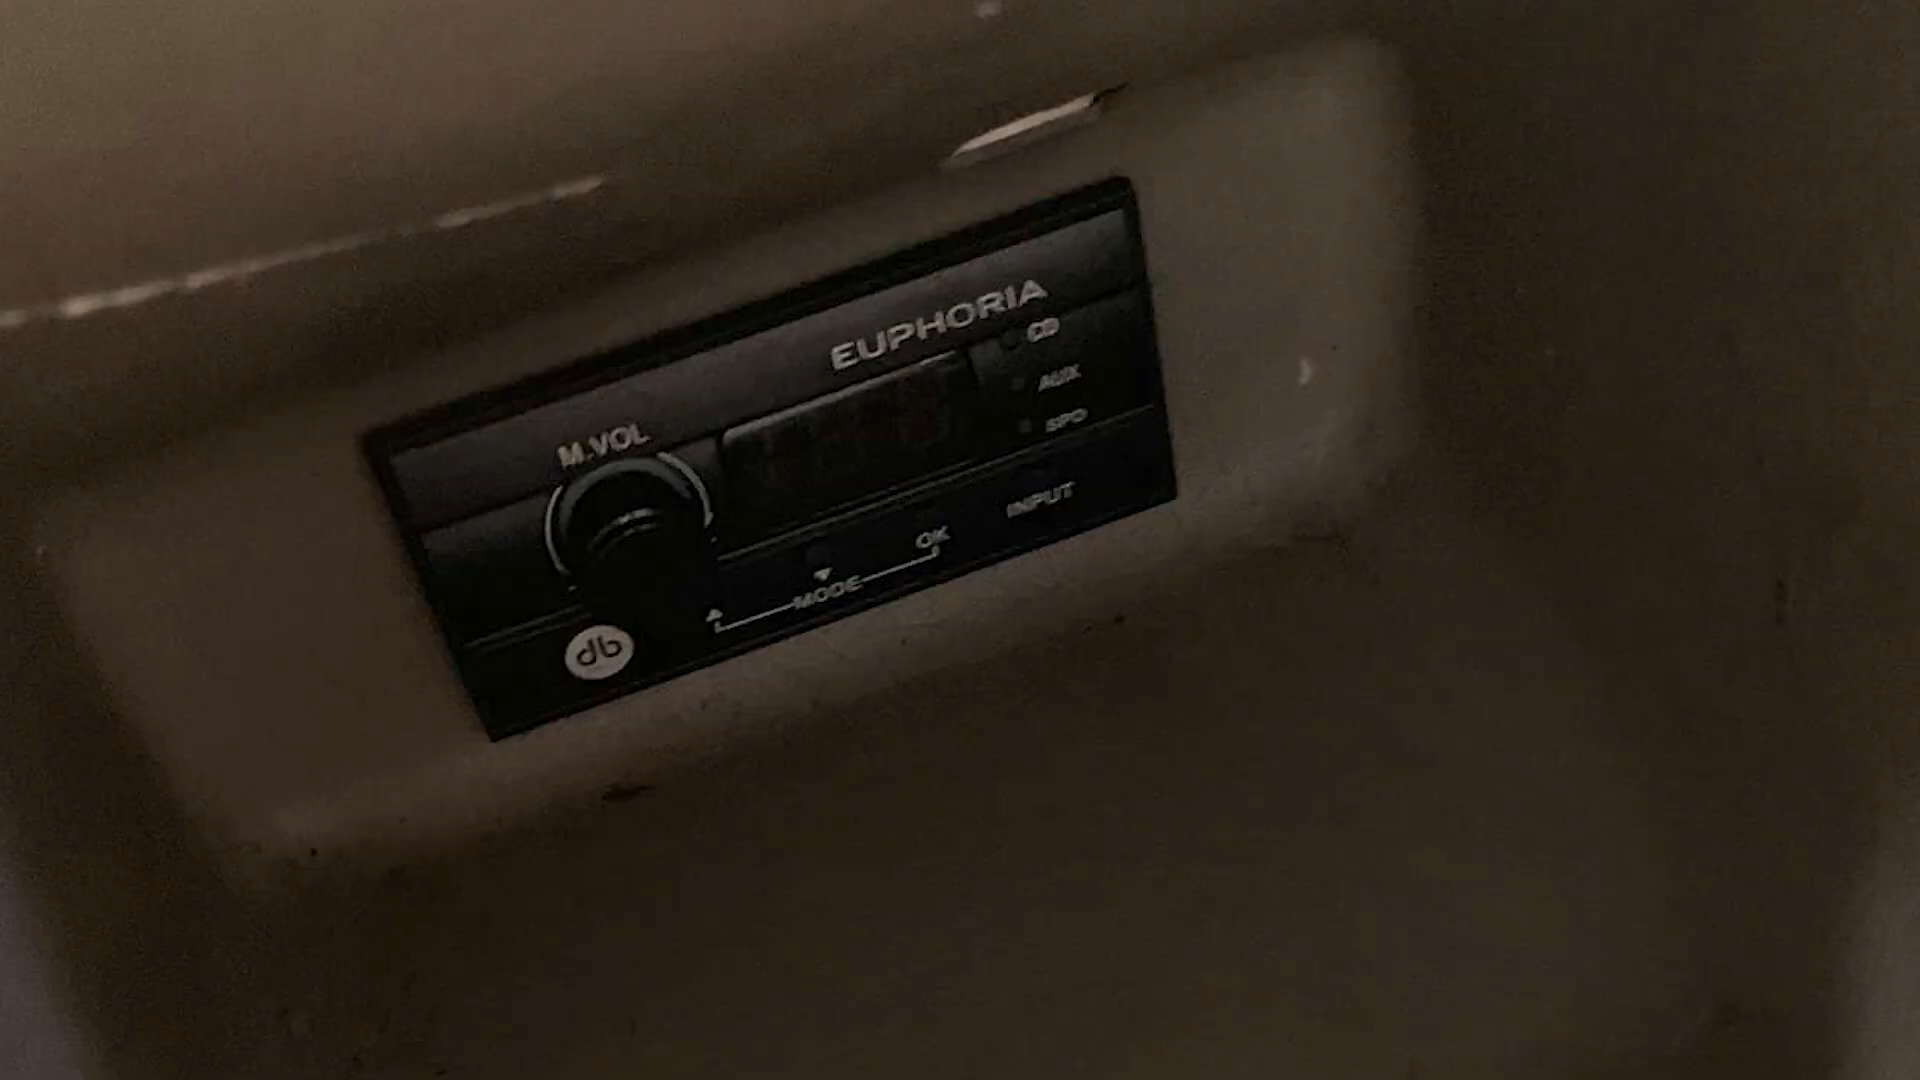 EUPHORIA
CD
M.VOL
AUX
SPD
INPUT
OK
MODE
db